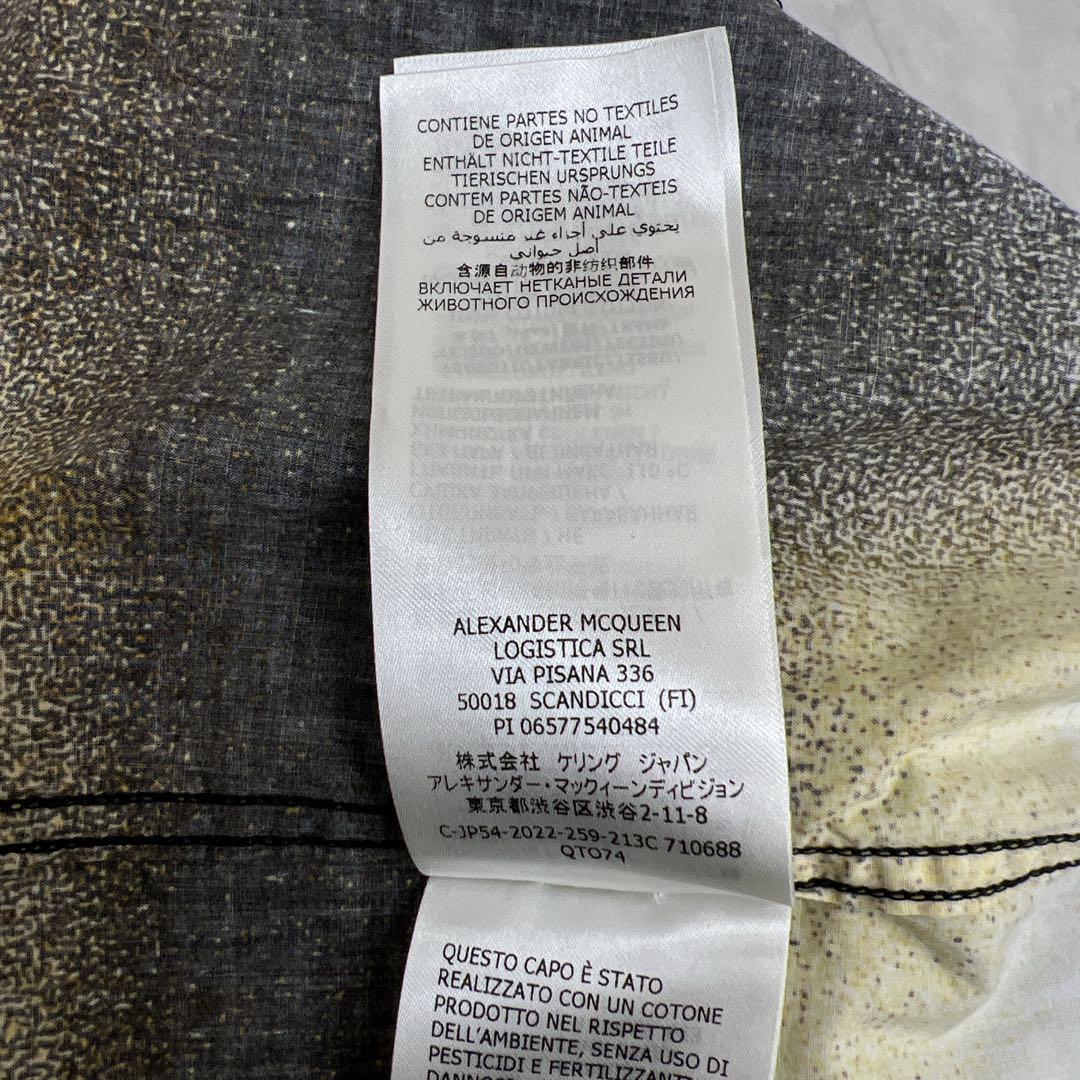 CONTIENE PARTES NO TEXTILES
DE ORIGEN ANIMAL
ENTHÄLT NICHT-TEXTILE TEILE
TIERISCHEN URSPRUNGS
CONTEM PARTES NÃO-TEXTEIS
DE ORIGEM ANIMAL
يحتوي على أجزاء غير منسوجة من
أصل حيواني
含源自动物的非纺织部件
ВКЛЮЧАЕТ НЕТКАНЫЕ ДЕТАЛИ
ЖИВОТНОГО ПРОИСХОЖДЕНИЯ
ALEXANDER MCQUEEN
LOGISTICA SRL
VIA PISANA 336
50018 SCANDICCI (FI)
PI 06577540484
株式会社 ケリング ジャパン
アレキサンダー・マックィーンディビジョン
東京都渋谷区渋谷2-11-8
C-JP54-2022-259-213C 710688
QTO74
QUESTO CAPO È STATO
REALIZZATO CON UN COTONE
PRODOTTO NEL RISPETTO
DELL'AMBIENTE, SENZA USO DI
PESTICIDI E FERTILIZZANTI